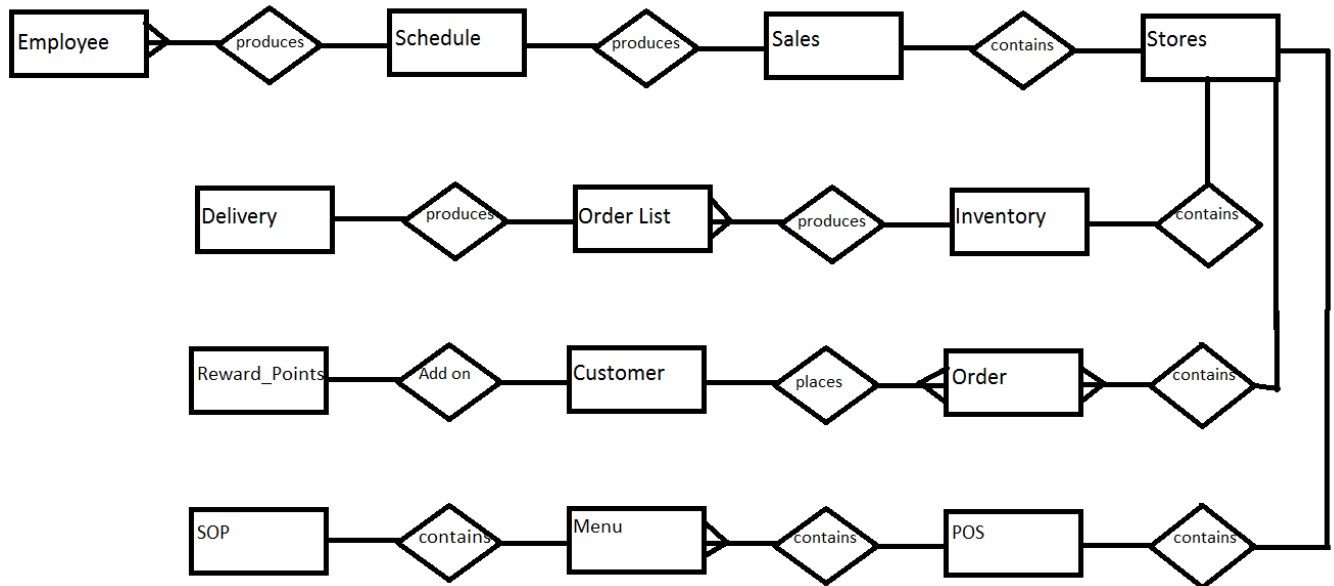 Employee
produces
Schedule
produces
Sales
contains
Stores
Delivery
produces
Order List
produces
Inventory
contains
Reward_Points
Add on
Customer
places
Order
contains
SOP
contains
Menu
contains
POS
contains